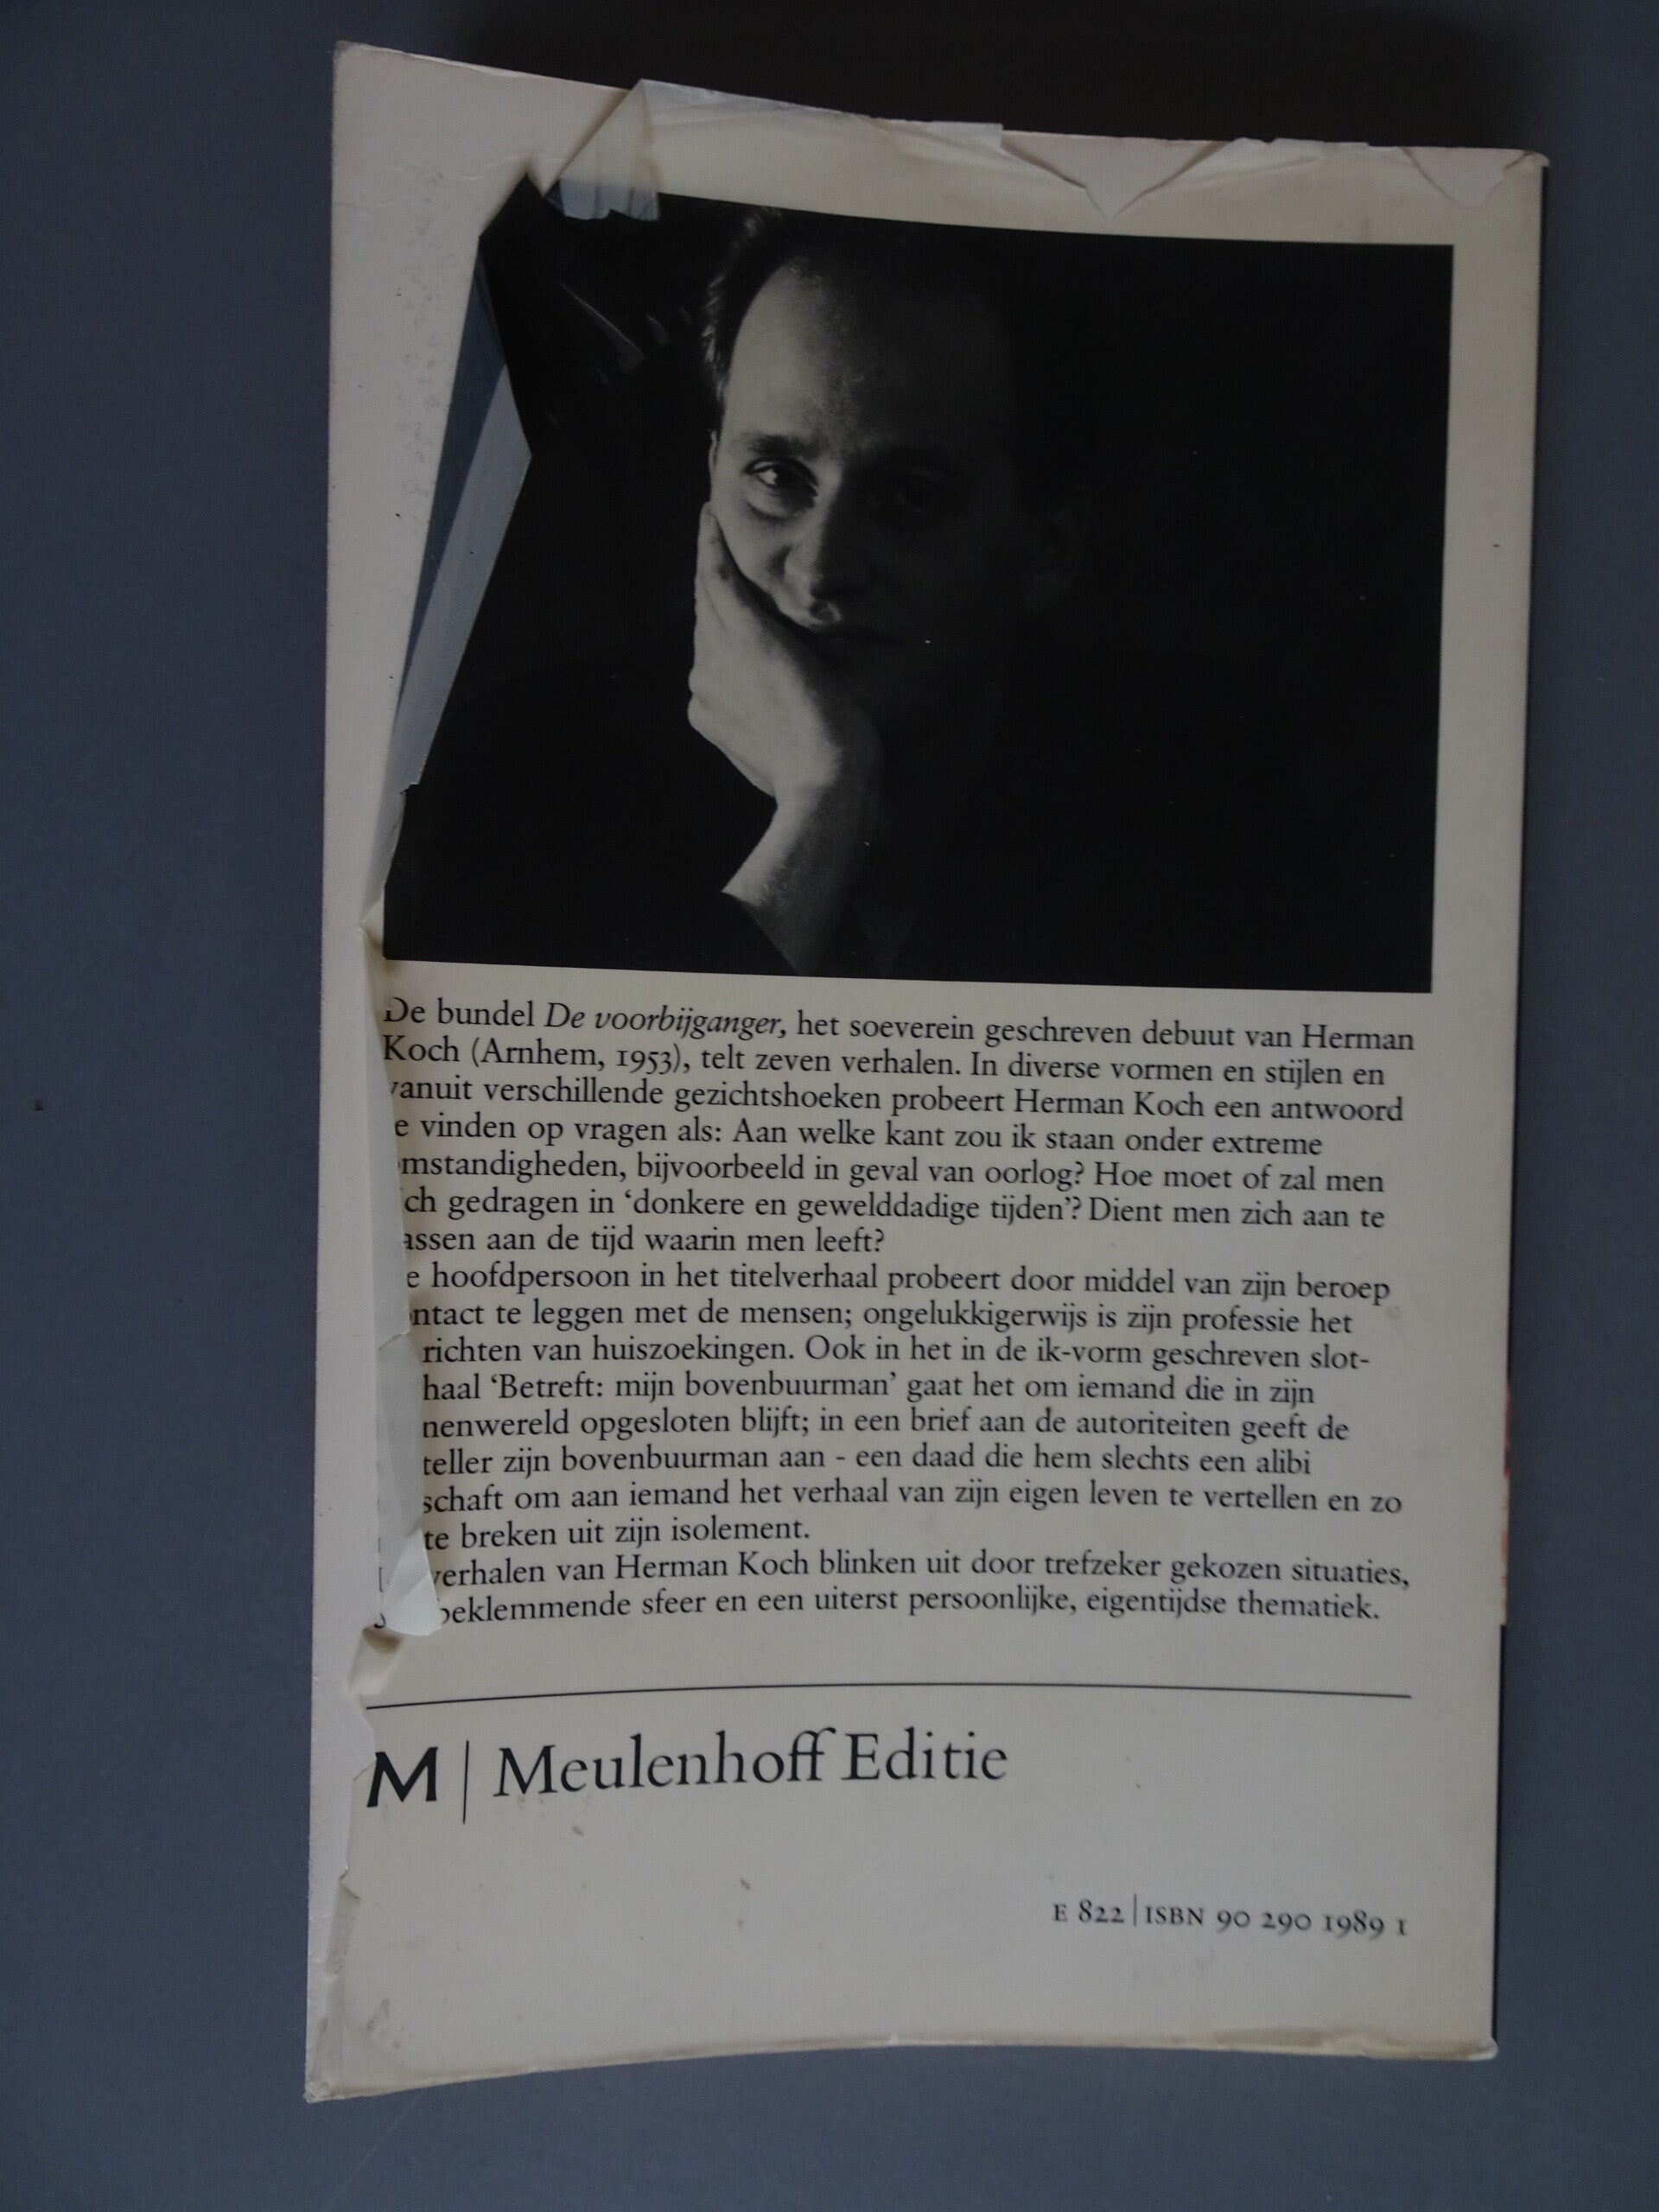 De bundel De voorbijganger, het soeverein geschreven debuut van Herman
Koch (Arnhem, 1953), telt zeven verhalen. In diverse vormen en stijlen en
vanuit verschillende gezichtshoeken probeert Herman Koch een antwoord
e vinden op vragen als: Aan welke kant zou ik staan onder extreme
mstandigheden, bijvoorbeeld in geval van oorlog? Hoe moet of zal men
ch gedragen in ‘donkere en gewelddadige tijden’? Dient men zich aan te
assen aan de tijd waarin men leeft?
e hoofdpersoon in het titelverhaal probeert door middel van zijn beroep
ntact te leggen met de mensen; ongelukkigerwijs is zijn professie het
richten van huiszoekingen. Ook in het in de ik-vorm geschreven slot-
haal ‘Betreft: mijn bovenbuurman’ gaat het om iemand die in zijn
nenwereld opgesloten blijft; in een brief aan de autoriteiten geeft de
teller zijn bovenbuurman aan - een daad die hem slechts een alibi
schaft om aan iemand het verhaal van zijn eigen leven te vertellen en zo
te breken uit zijn isolement.
verhalen van Herman Koch blinken uit door trefzeker gekozen situaties,
beklemmende sfeer en een uiterst persoonlijke, eigentijdse thematiek.
M | Meulenhoff Editie
E 822 | ISBN 90 290 1989 1